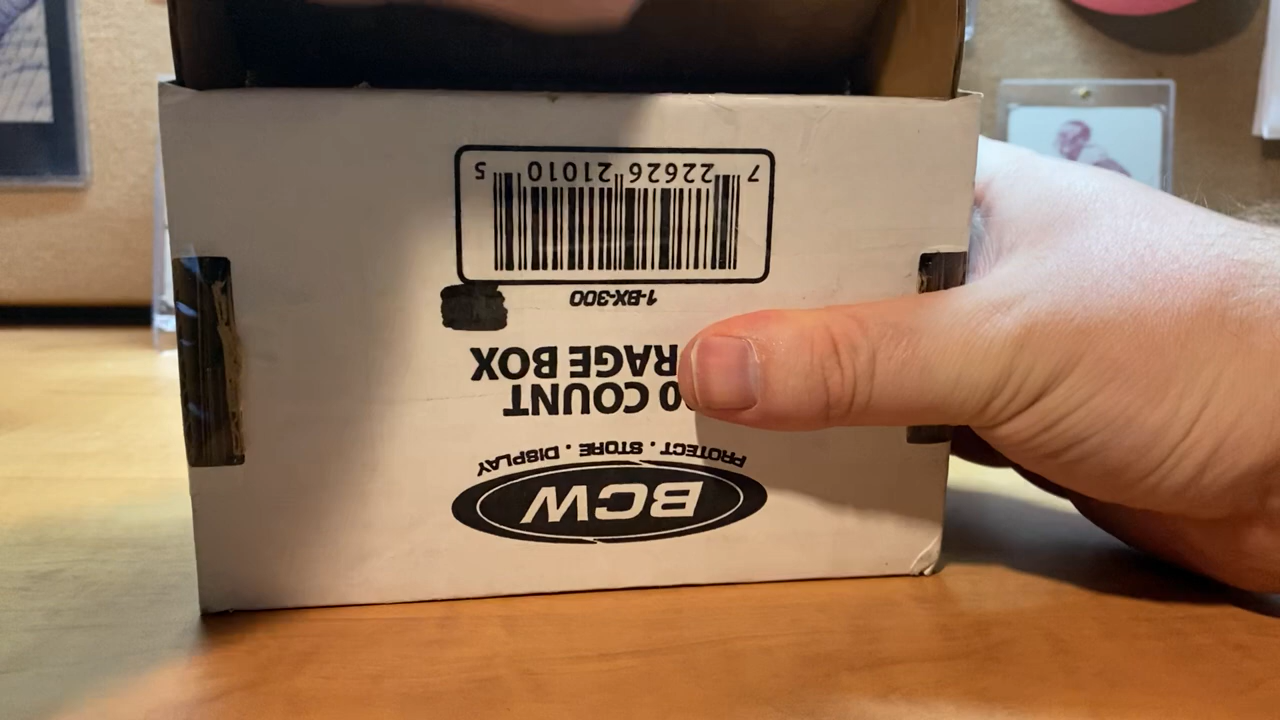 BCW
PROTECT . STORE . DISPLAY
0 COUNT
RAGE BOX
1-BX-300
7 22626 21010 5